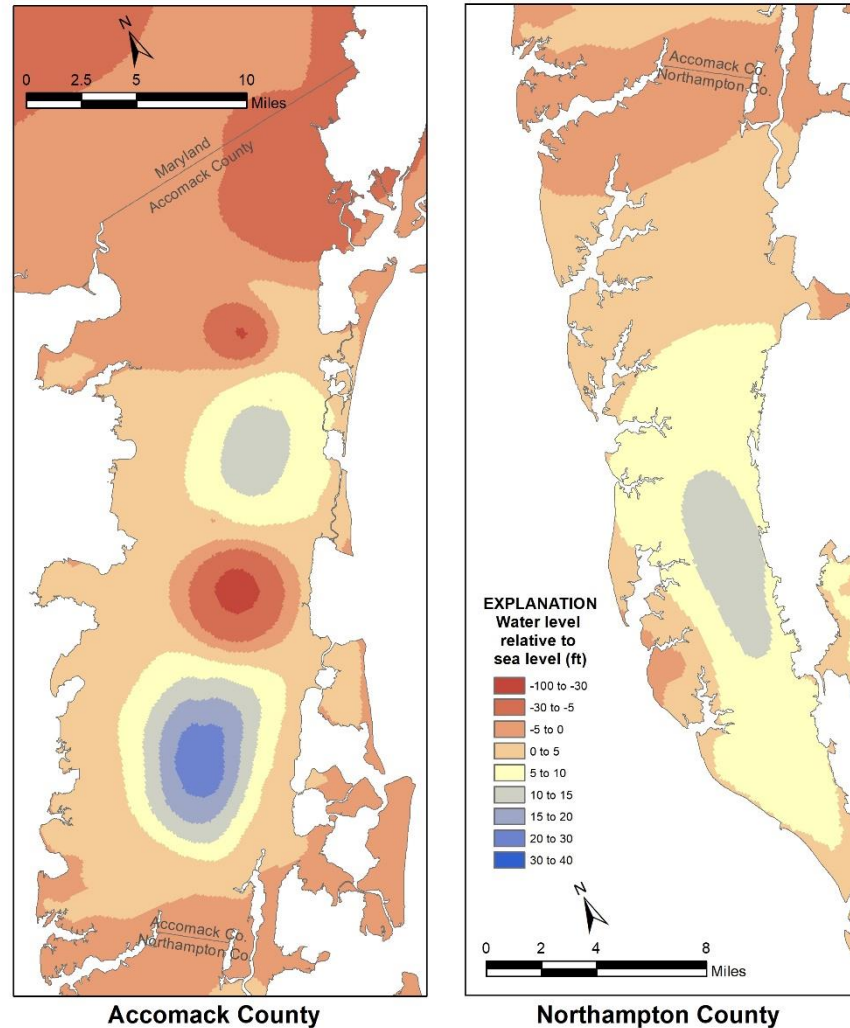 N
0 2.5 5 10
Miles
Maryland
Accomack County
Accomack Co.
Northampton Co.
Accomack County
Accomack Co.
Northampton Co.
EXPLANATION
Water level
relative to
sea level (ft)
-100 to -30
-30 to -5
-5 to 0
0 to 5
5 to 10
10 to 15
15 to 20
20 to 30
30 to 40
N
0 2 4 8
Miles
Northampton County